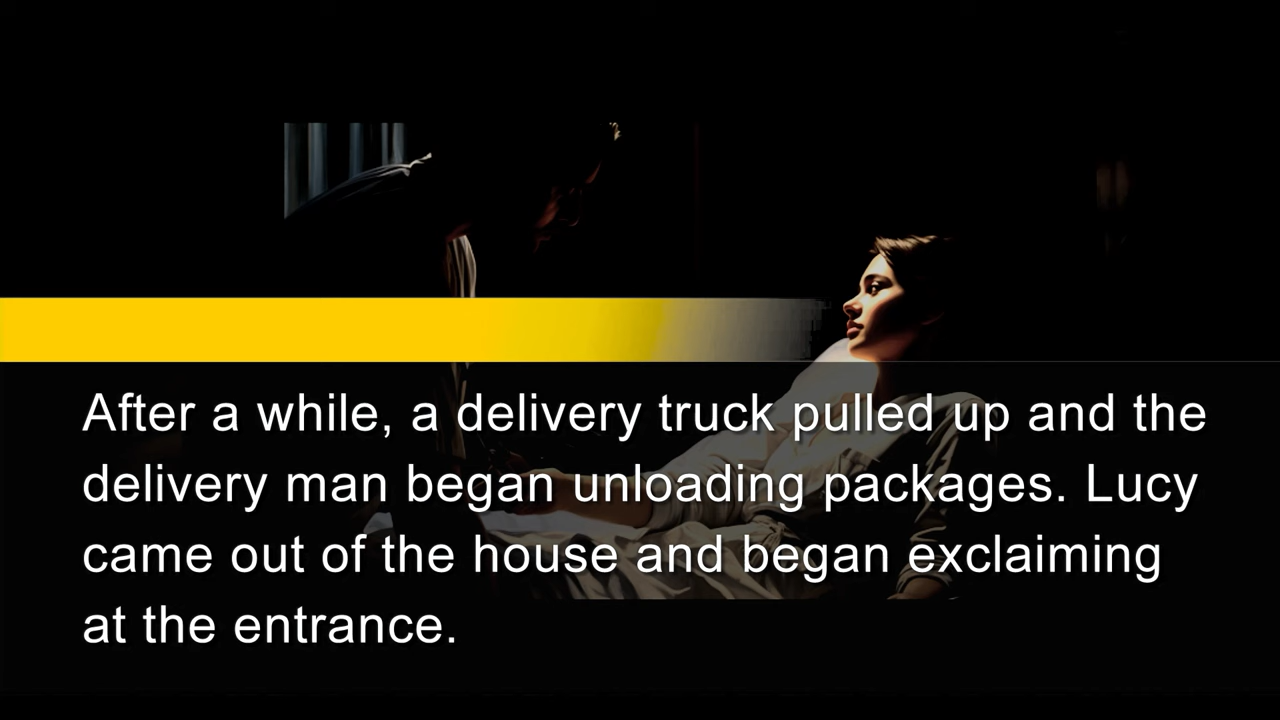 After a while, a delivery truck pulled up and the
delivery man began unloading packages. Lucy
came out of the house and began exclaiming
at the entrance.